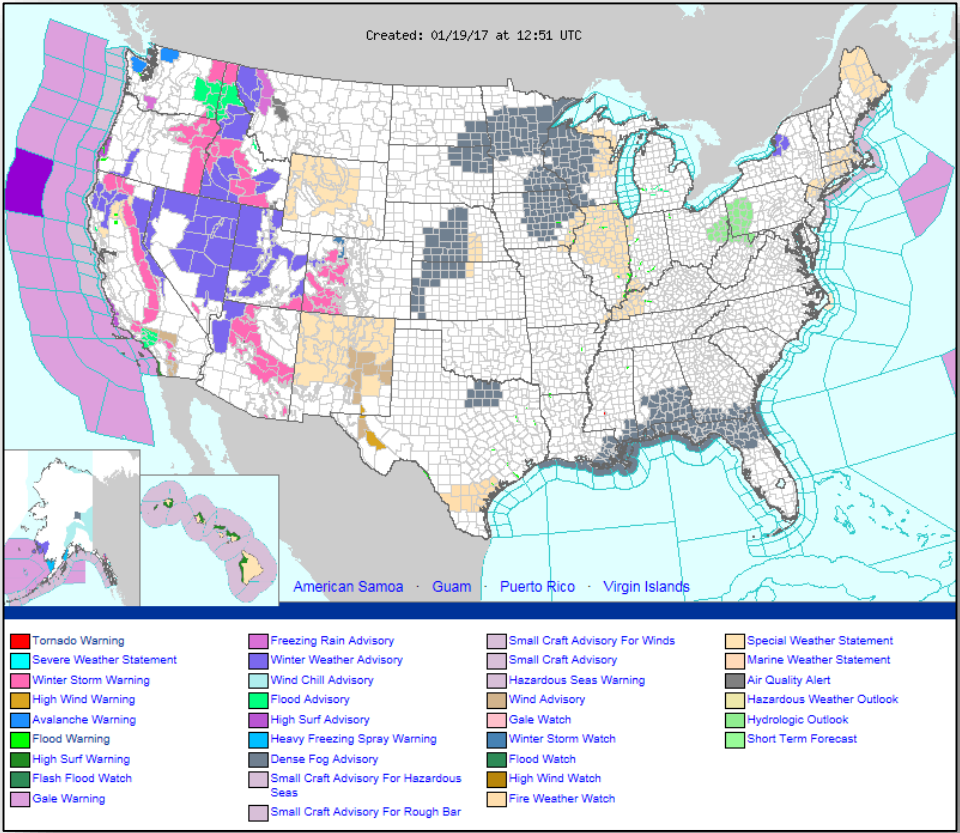 Created: 01/19/17 at 12:51 UTC
American Samoa · Guam · Puerto Rico · Virgin Islands
Tornado Warning
Severe Weather Statement
Winter Storm Warning
High Wind Warning
Avalanche Warning
Flood Warning
High Surf Warning
Flash Flood Watch
Gale Warning
Freezing Rain Advisory
Winter Weather Advisory
Wind Chill Advisory
Flood Advisory
High Surf Advisory
Heavy Freezing Spray Warning
Dense Fog Advisory
Small Craft Advisory For Hazardous
Seas
Small Craft Advisory For Rough Bar
Small Craft Advisory For Winds
Small Craft Advisory
Hazardous Seas Warning
Wind Advisory
Gale Watch
Winter Storm Watch
Flood Watch
High Wind Watch
Fire Weather Watch
Special Weather Statement
Marine Weather Statement
Air Quality Alert
Hazardous Weather Outlook
Hydrologic Outlook
Short Term Forecast